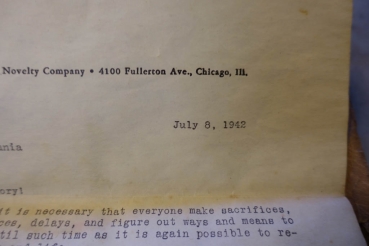 Novelty Company • 4100 Fullerton Ave., Chicago, Ill.
July 8, 1942
ania
ory!
it is necessary that everyone make sacrifices,
ces, delays, and figure out ways and means to
til such time as it is again possible to re-